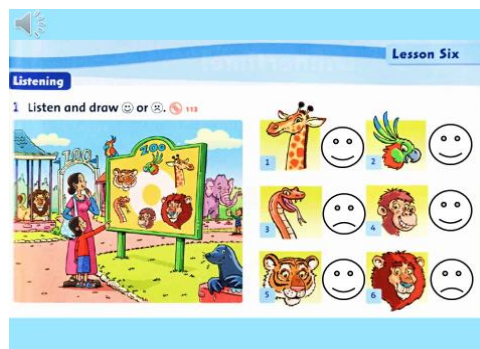 Lesson Six
Listening
1 Listen and draw ☺ or ☹. 113
ZOO
ZOO
1
2
3
4
5
6